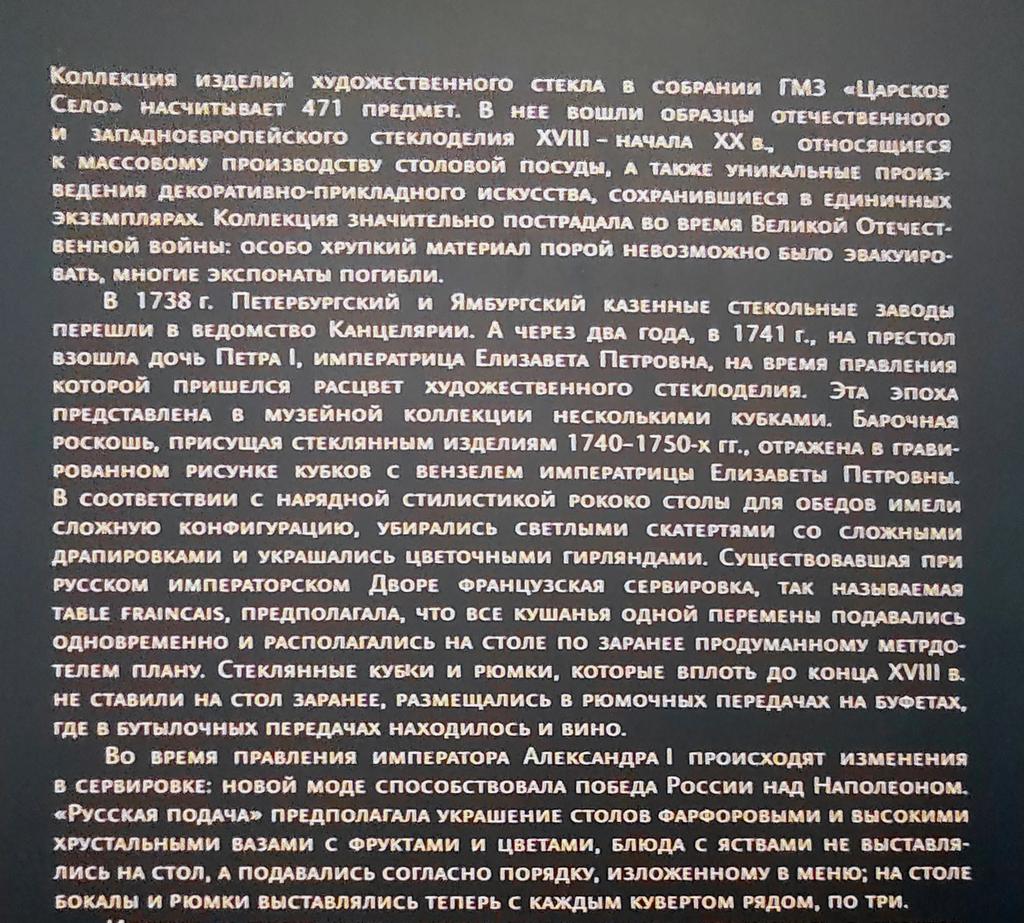 Коллекция изделий художественного стекла в собрании ГМЗ «Царское
Село» насчитывает 471 предмет. В нее вошли образцы отечественного
и западноевропейского стеклоделия XVIII – начала XX в., относящиеся
к массовому производству столовой посуды, а также уникальные произ-
ведения декоративно-прикладного искусства, сохранившиеся в единичных
экземплярах. Коллекция значительно пострадала во время Великой Отечест-
венной войны: особо хрупкий материал порой невозможно было эвакуиро-
вать, многие экспонаты погибли.
В 1738 г. Петербургский и Ямбургский казенные стекольные заводы
перешли в ведомство Канцелярии. А через два года, в 1741 г., на престол
взошла дочь Петра I, императрица Елизавета Петровна, на время правления
которой пришелся расцвет художественного стеклоделия. Эта эпоха
представлена в музейной коллекции несколькими кубками. Барочная
роскошь, присущая стеклянным изделиям 1740–1750-х гг., отражена в грави-
рованном рисунке кубков с вензелем императрицы Елизаветы Петровны.
В соответствии с нарядной стилистикой рококо столы для обедов имели
сложную конфигурацию, убирались светлыми скатертями со сложными
драпировками и украшались цветочными гирляндами. Существовавшая при
русском императорском Дворе французская сервировка, так называемая
table fraincais, предполагала, что все кушанья одной перемены подавались
одновременно и располагались на столе по заранее продуманному метрдо-
телем плану. Стеклянные кубки и рюмки, которые вплоть до конца XVIII в.
не ставили на стол заранее, размещались в рюмочных передачах на буфетах,
где в бутылочных передачах находилось и вино.
Во время правления императора Александра I происходят изменения
в сервировке: новой моде способствовала победа России над Наполеоном.
«Русская подача» предполагала украшение столов фарфоровыми и высокими
хрустальными вазами с фруктами и цветами, блюда с яствами не выставля-
лись на стол, а подавались согласно порядку, изложенному в меню; на столе
бокалы и рюмки выставлялись теперь с каждым кувертом рядом, по три.